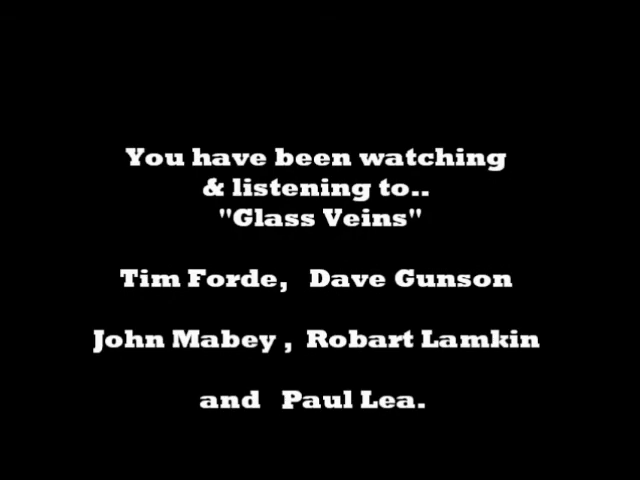 You have been watching
& listening to..
"Glass Veins"
Tim Forde,   Dave Gunson
John Mabey ,  Robart Lamkin
and   Paul Lea.